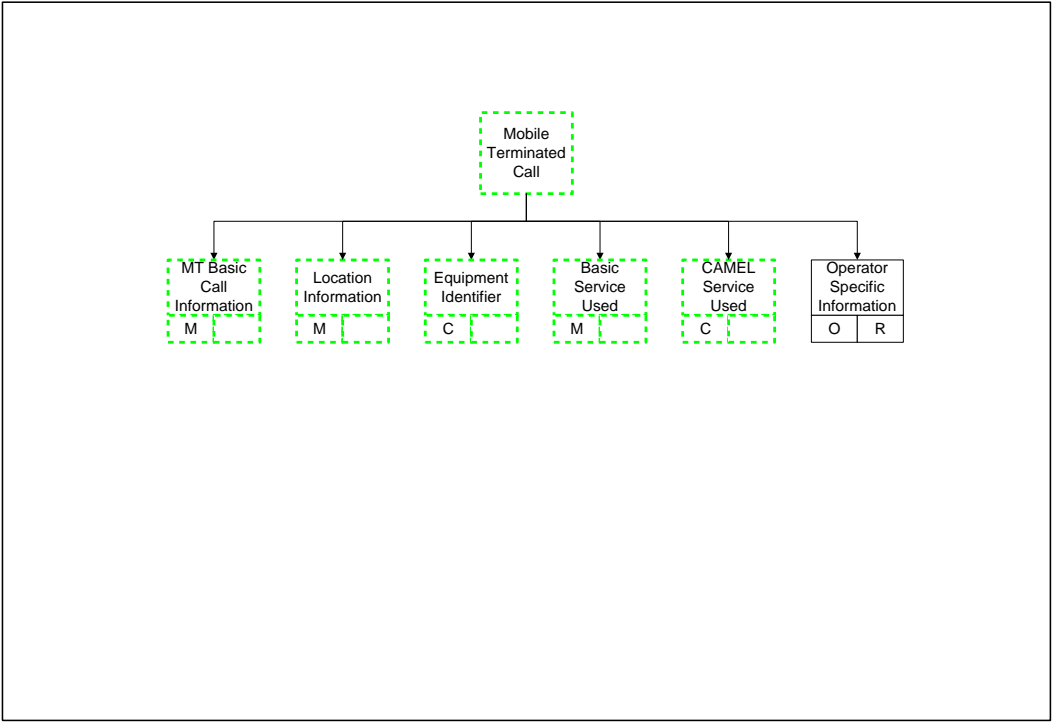 Mobile
Terminated
Call
MT Basic
Call
Information
M
Location
Information
M
Equipment
Identifier
C
Basic
Service
Used
M
CAMEL
Service
Used
C
Operator
Specific
Information
O R